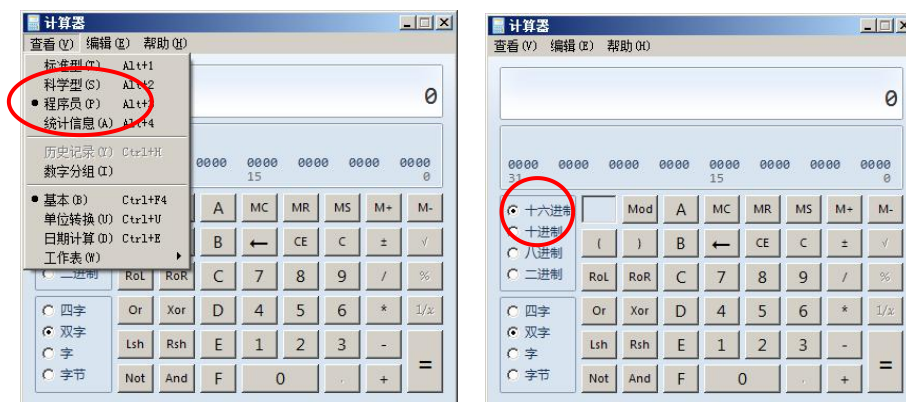 计算器
查看(V) 编辑(E) 帮助(H)
标准型(T) Alt+1
科学型(S) Alt+2
程序员(P) Alt+3
统计信息(A) Alt+4
历史记录(Y) Ctrl+H
数字分组(I)
基本(B) Ctrl+F4
单位转换(U) Ctrl+U
日期计算(D) Ctrl+E
工作表(W)
0
0000 0000 0000 0000 0000
15 0
A MC MR MS M+ M-
B ← CE C ± √
二进制 RoL RoR C 7 8 9 / %
四字 Or Xor D 4 5 6 * 1/x
双字
字 Lsh Rsh E 1 2 3 - =
字节 Not And F 0 . +
计算器
查看(V) 编辑(E) 帮助(H)
0
0000 0000 0000 0000 0000 0000 0000 0000
31 15 0
十六进制 Mod A MC MR MS M+ M-
十进制
八进制 ( ) B ← CE C ± √
二进制 RoL RoR C 7 8 9 / %
四字 Or Xor D 4 5 6 * 1/x
双字
字 Lsh Rsh E 1 2 3 - =
字节 Not And F 0 . +